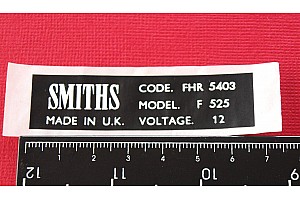 SMITHS
CODE. FHR 5403
MODEL. F 525
MADE IN U.K. VOLTAGE. 12
12 11 10 9